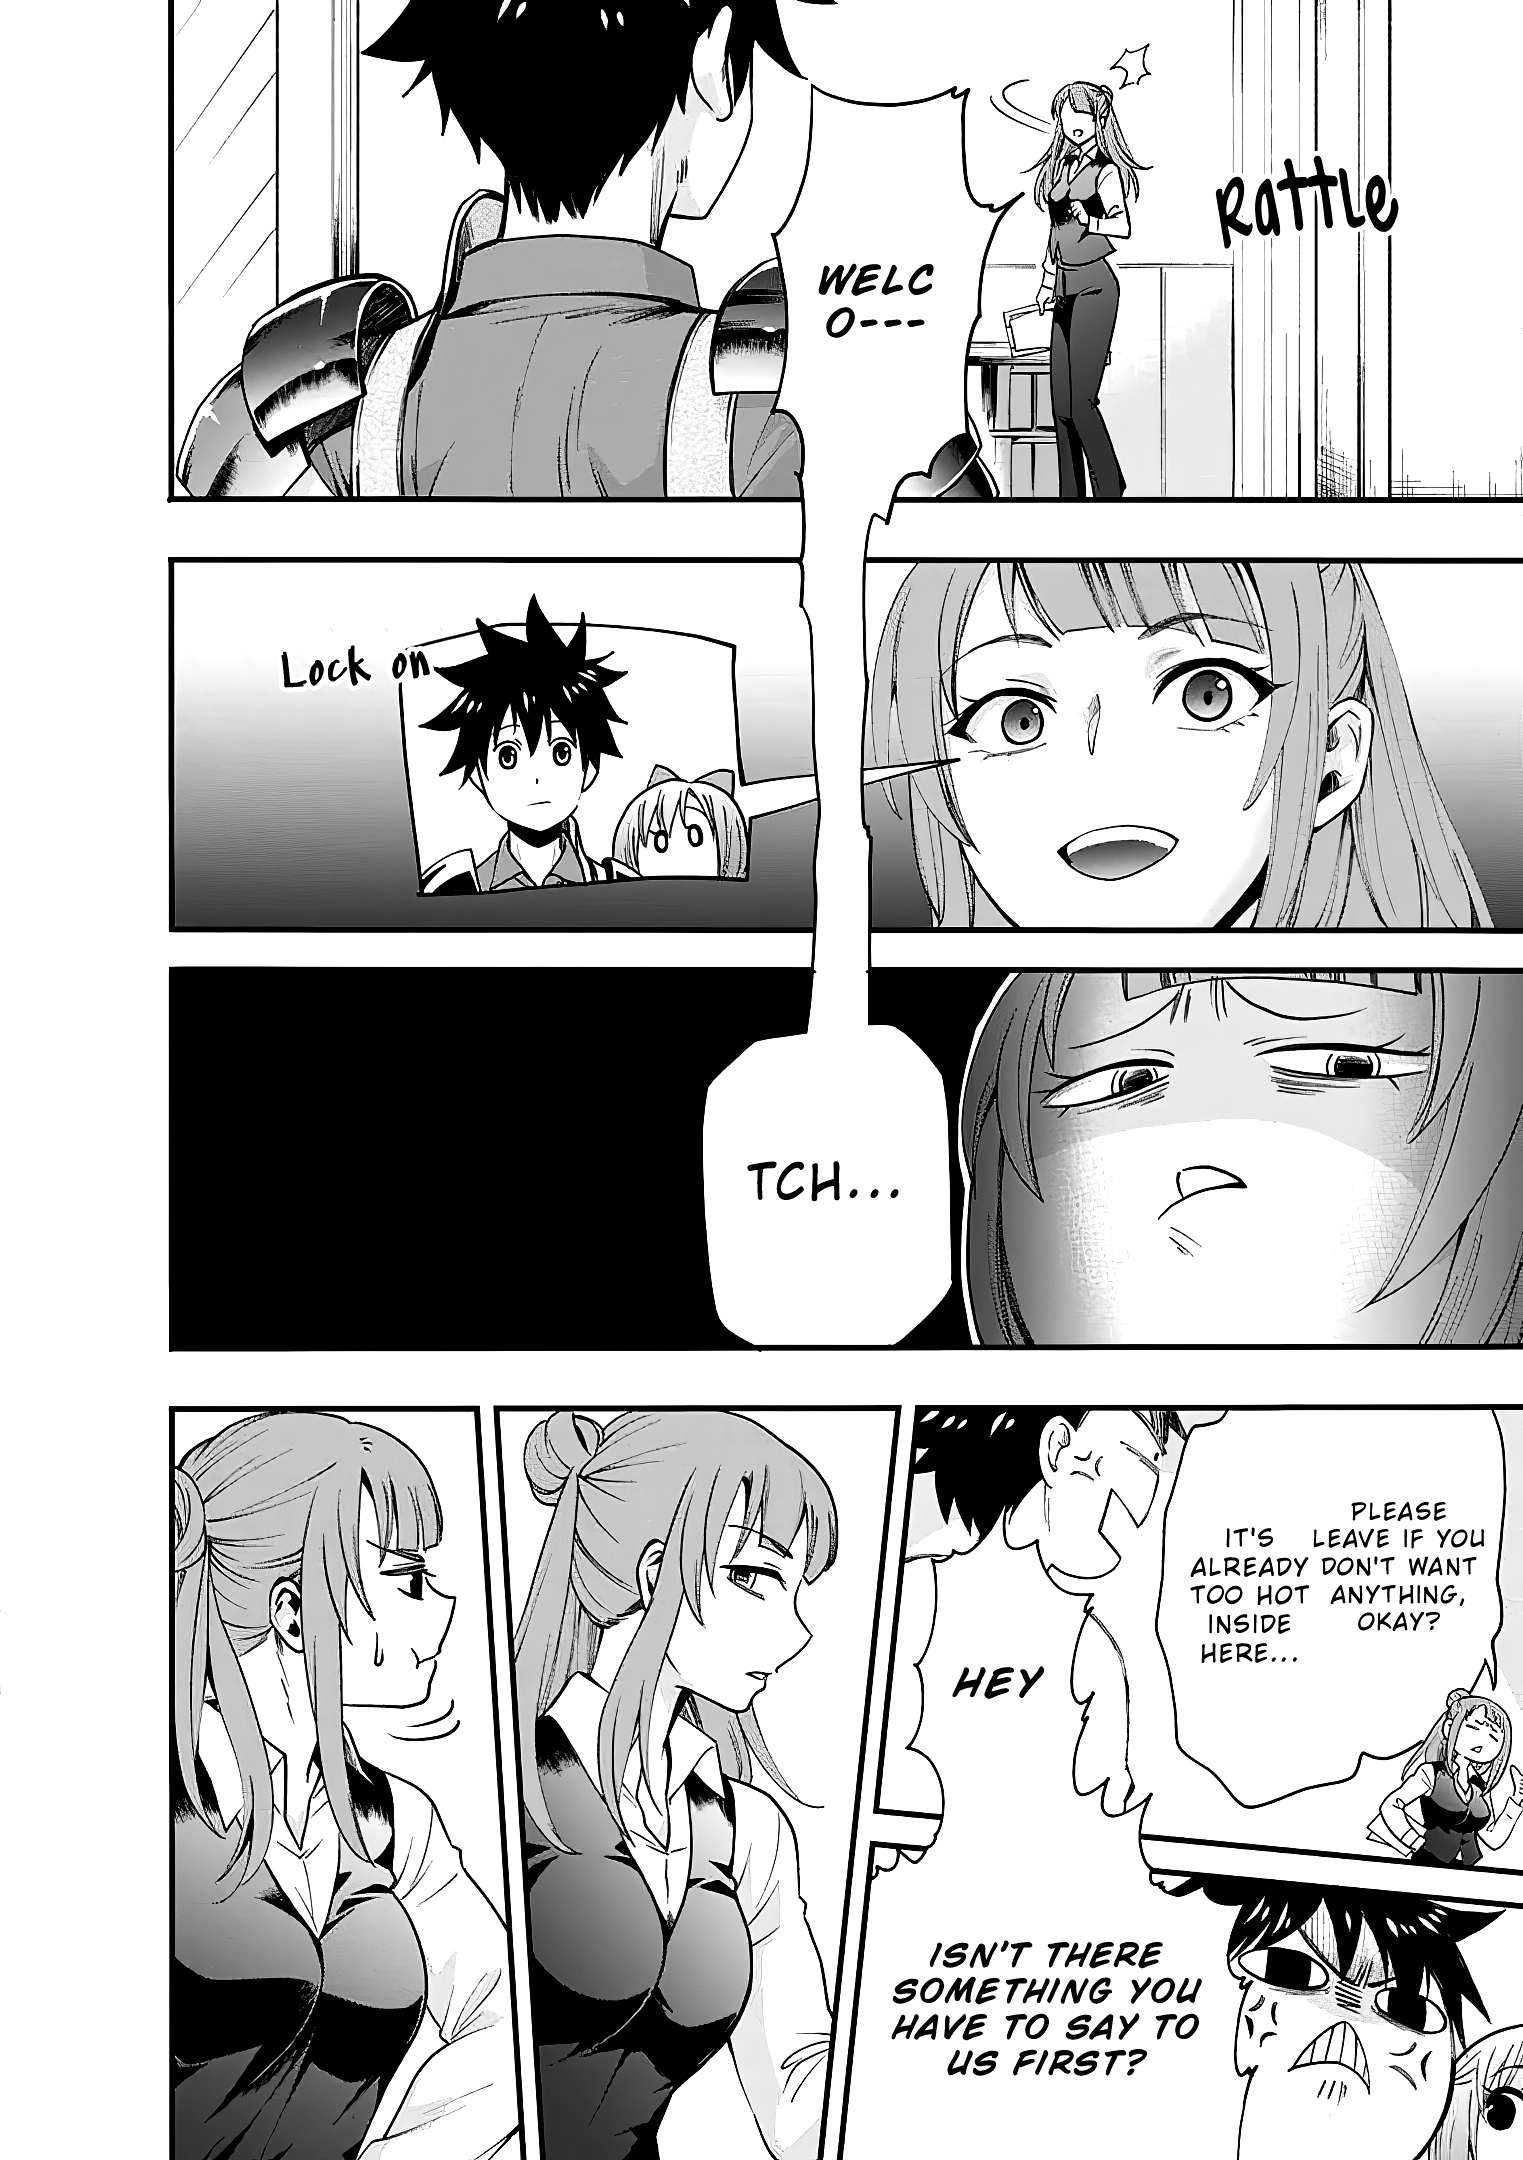 Rattle
WELC
O---
Lock on
TCH...
PLEASE
LEAVE IF YOU
DON'T WANT
ANYTHING,
OKAY?
IT'S
ALREADY
TOO HOT
INSIDE
HERE...
HEY
ISN'T THERE
SOMETHING YOU
HAVE TO SAY TO
US FIRST?